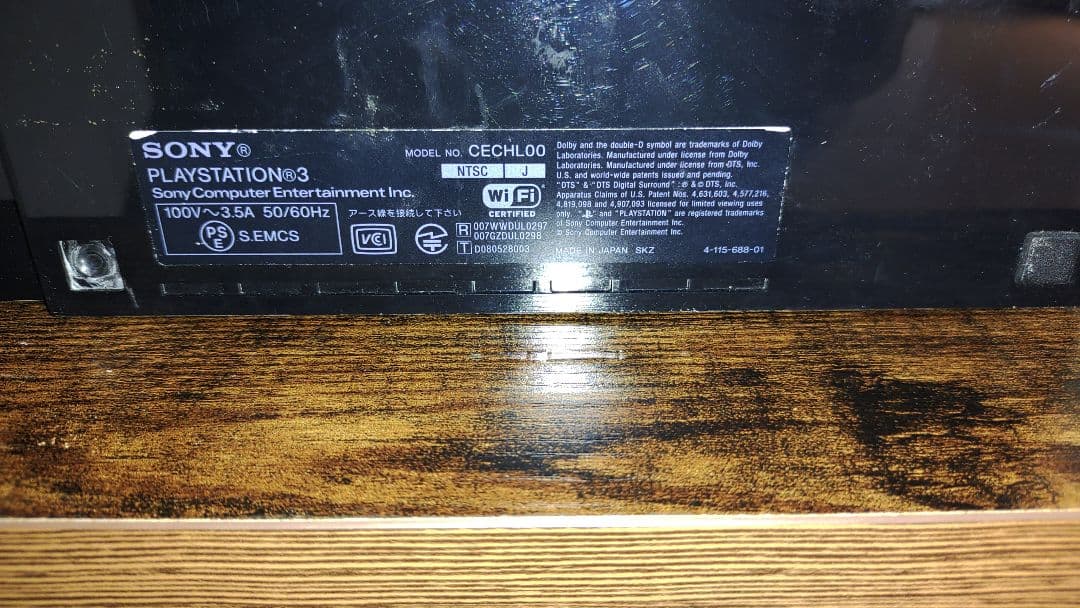 SONY®
PLAYSTATION®3
Sony Computer Entertainment Inc.
100V～3.5A 50/60Hz
PS E S.EMCS
MODEL NO. CECHL00
NTSC J
Wi Fi ®
CERTIFIED
アース線を接続して下さい
VCI
R 007WWDUL0297
007GZDUL0298
T D080528003
Dolby and the double-D symbol are trademarks of Dolby
Laboratories. Manufactured under license from Dolby
Laboratories. Manufactured under license from DTS, Inc.
U.S. and world-wide patents issued and pending.
"DTS" & "DTS Digital Surround" : ® & © DTS, Inc.
Apparatus Claims of U.S. Patent Nos. 4,631,603, 4,577,216,
4,819,098 and 4,907,093 licensed for limited viewing uses
only. " " and "PLAYSTATION" are registered trademarks
of Sony Computer Entertainment Inc.
© Sony Computer Entertainment Inc.
MADE IN JAPAN SKZ 4-115-688-01